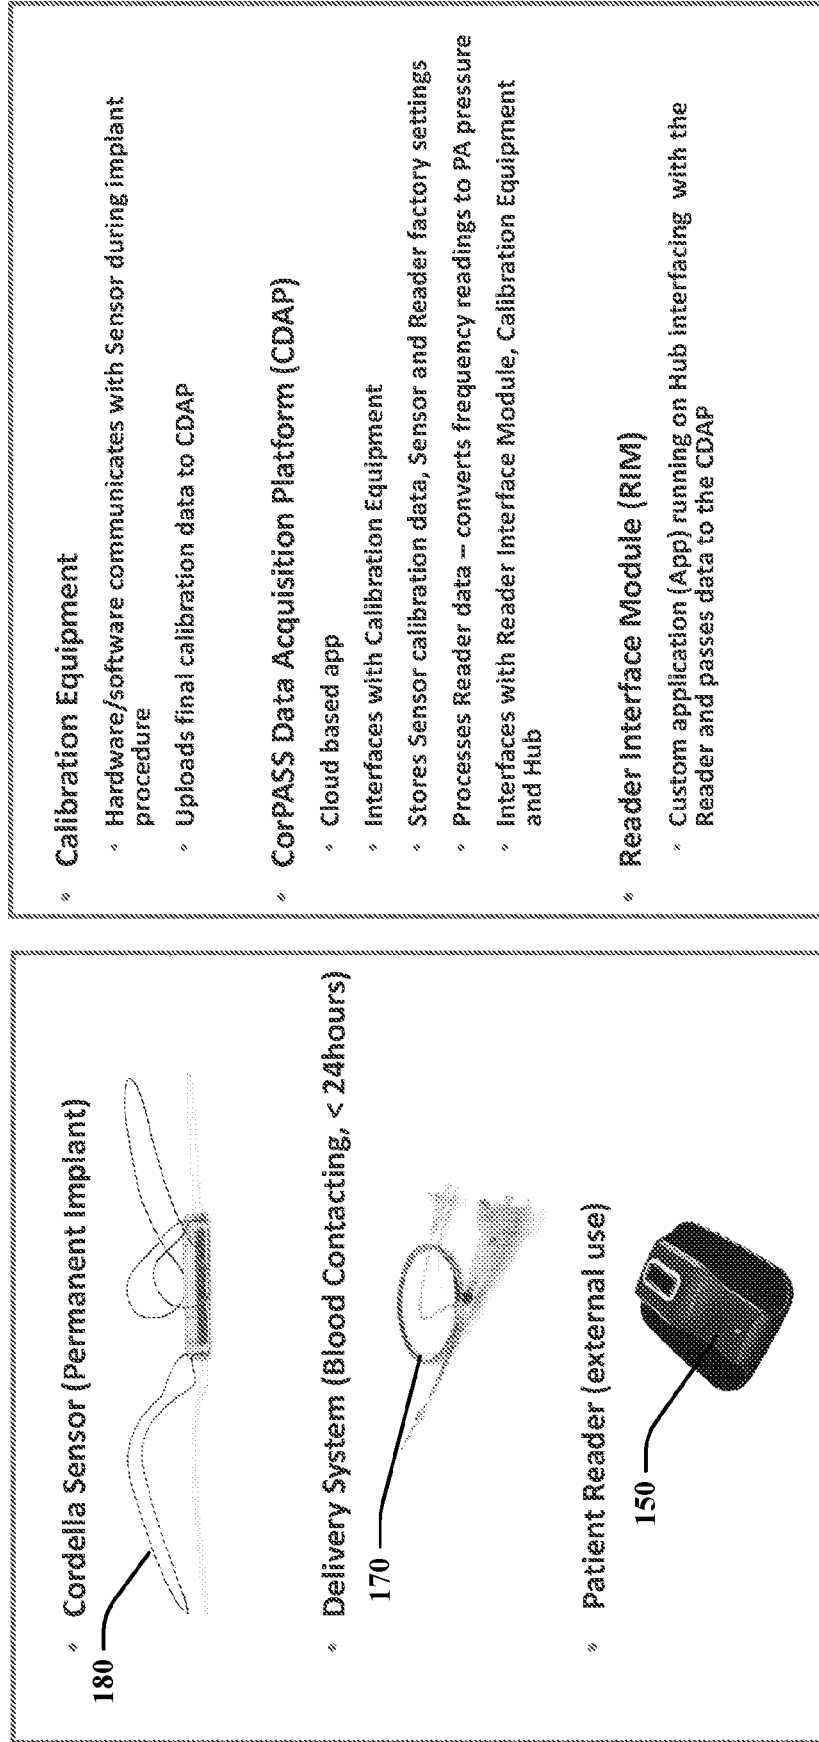 Cordella Sensor (Permanent Implant)
180
Delivery System (Blood Contacting, < 24hours)
170
Patient Reader (external use)
150
Calibration Equipment
Hardware/software communicates with Sensor during implant
procedure
Uploads final calibration data to CDAP
CorPASS Data Acquisition Platform (CDAP)
Cloud based app
Interfaces with Calibration Equipment
Stores Sensor calibration data, Sensor and Reader factory settings
Processes Reader data – converts frequency readings to PA pressure
Interfaces with Reader Interface Module, Calibration Equipment
and Hub
Reader Interface Module (RIM)
Custom application (App) running on Hub interfacing with the
Reader and passes data to the CDAP